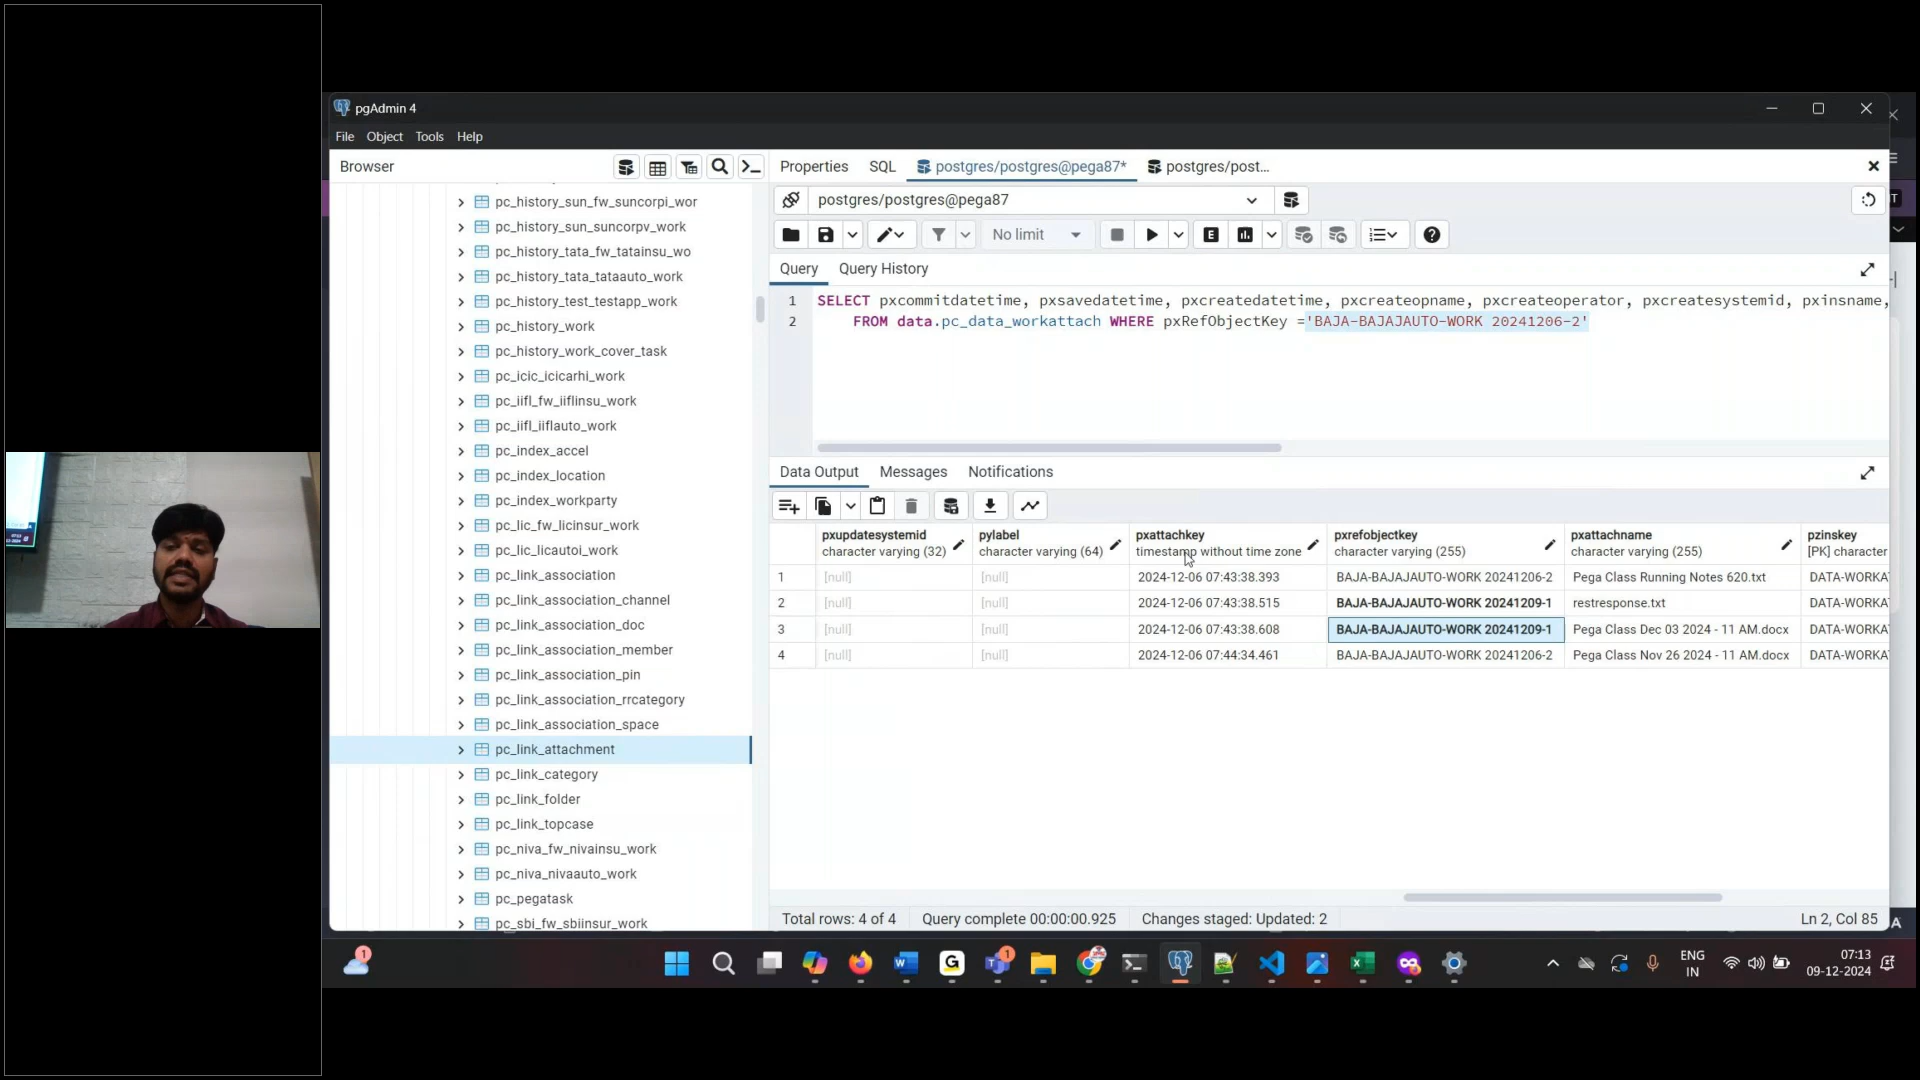 pgAdmin 4
File Object Tools Help
Browser
Properties SQL postgres/postgres@pega87* postgres/post...
pc_history_sun_fw_suncorpi_wor
pc_history_sun_suncorpv_work
pc_history_tata_fw_tatainsu_wo
pc_history_tata_tataauto_work
pc_history_test_testapp_work
pc_history_work
pc_history_work_cover_task
pc_icic_icicarhi_work
pc_iifl_fw_iiflinsu_work
pc_iifl_iiflauto_work
pc_index_accel
pc_index_location
pc_index_workparty
pc_lic_fw_licinsur_work
pc_lic_licautoi_work
pc_link_association
pc_link_association_channel
pc_link_association_doc
pc_link_association_member
pc_link_association_pin
pc_link_association_rrcategory
pc_link_association_space
pc_link_attachment
pc_link_category
pc_link_folder
pc_link_topcase
pc_niva_fw_nivainsu_work
pc_niva_nivaauto_work
pc_pegatask
pc_sbi_fw_sbiinsur_work
postgres/postgres@pega87
No limit
E
Query Query History
1 SELECT pxcommitdatetime, pxsavedatetime, pxcreatedatetime, pxcreateopname, pxcreateoperator, pxcreatesystemid, pxinsname,
2 FROM data.pc_data_workattach WHERE pxRefObjectKey ='BAJA-BAJAJAUTO-WORK 20241206-2'
Data Output Messages Notifications
pxupdatesystemid pylabel pxattachkey pxrefobjectkey pxattachname pzinskey
character varying (32) character varying (64) timestamp without time zone character varying (255) character varying (255) [PK] character
1 [null] [null] 2024-12-06 07:43:38.393 BAJA-BAJAJAUTO-WORK 20241206-2 Pega Class Running Notes 620.txt DATA-WORKA
2 [null] [null] 2024-12-06 07:43:38.515 BAJA-BAJAJAUTO-WORK 20241209-1 restresponse.txt DATA-WORKA
3 [null] [null] 2024-12-06 07:43:38.608 BAJA-BAJAJAUTO-WORK 20241209-1 Pega Class Dec 03 2024 - 11 AM.docx DATA-WORKA
4 [null] [null] 2024-12-06 07:44:34.461 BAJA-BAJAJAUTO-WORK 20241206-2 Pega Class Nov 26 2024 - 11 AM.docx DATA-WORKA
Total rows: 4 of 4 Query complete 00:00:00.925 Changes staged: Updated: 2 Ln 2, Col 85
ENG
IN
07:13
09-12-2024